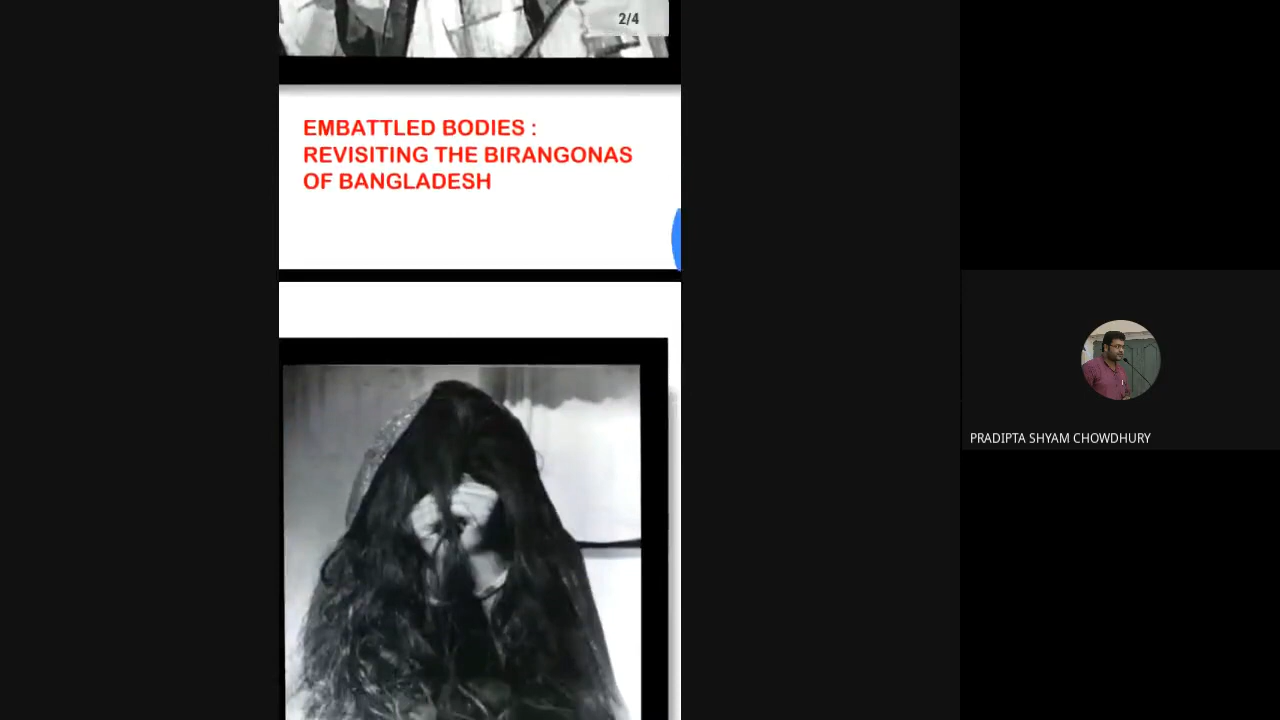 2/4
EMBATTLED BODIES :
REVISITING THE BIRANGONAS
OF BANGLADESH
PRADIPTA SHYAM CHOWDHURY